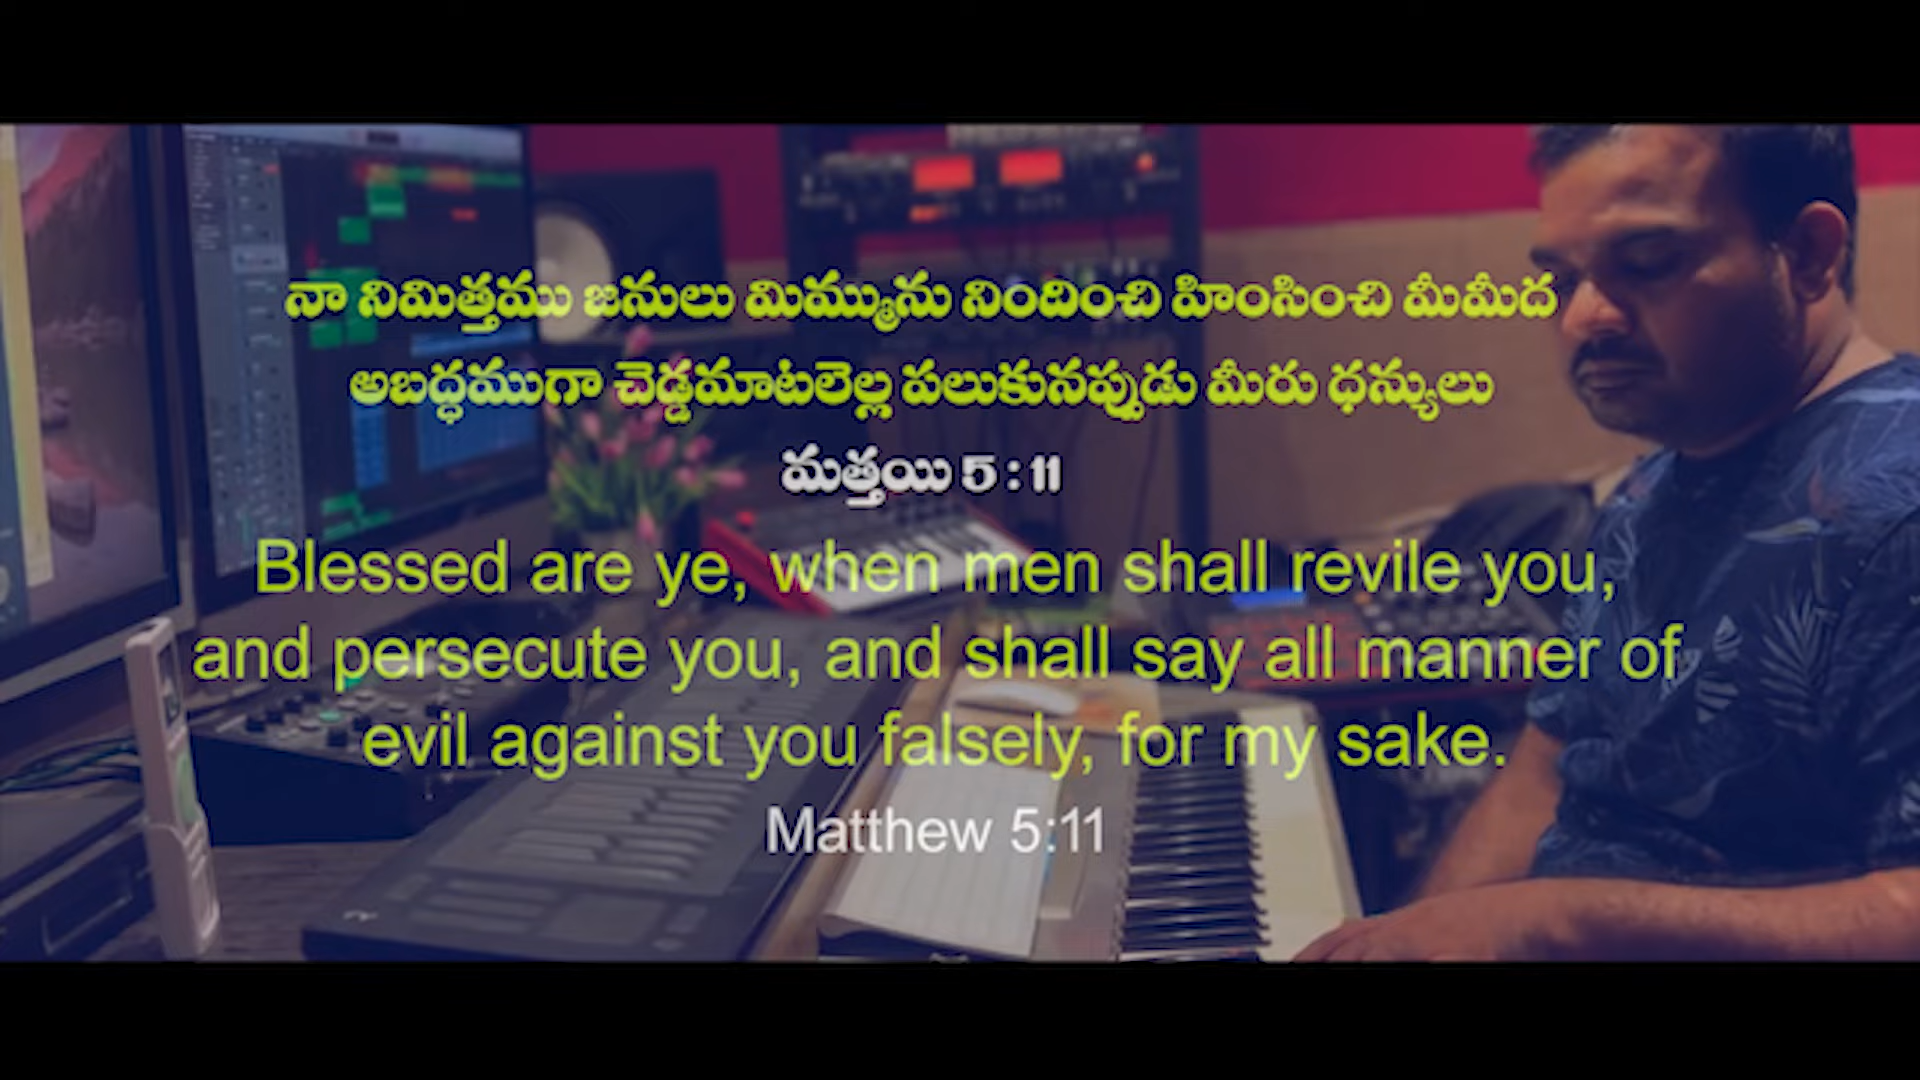 నా నిమిత్తము జనులు మిమ్మును నిందించి హింసించి మీమీద
అబద్ధముగా చెడ్డమాటలెల్ల పలుకునప్పుడు మీరు ధన్యులు
మత్తయి 5 : 11
Blessed are ye, when men shall revile you,
and persecute you, and shall say all manner of
evil against you falsely, for my sake.
Matthew 5:11